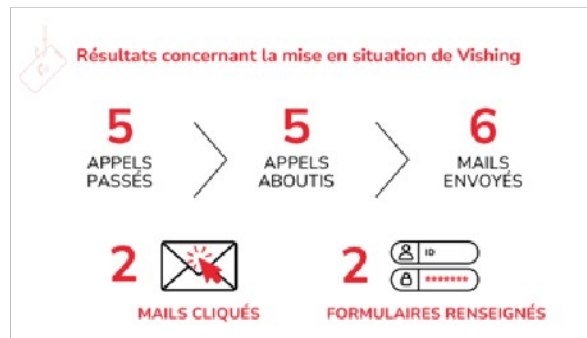 Résultats concernant la mise en situation de Vishing
5
APPELS
PASSÉS
5
APPELS
ABOUTIS
6
MAILS
ENVOYÉS
2
MAILS CLIQUÉS
2
ID
*******
FORMULAIRES RENSEIGNÉS